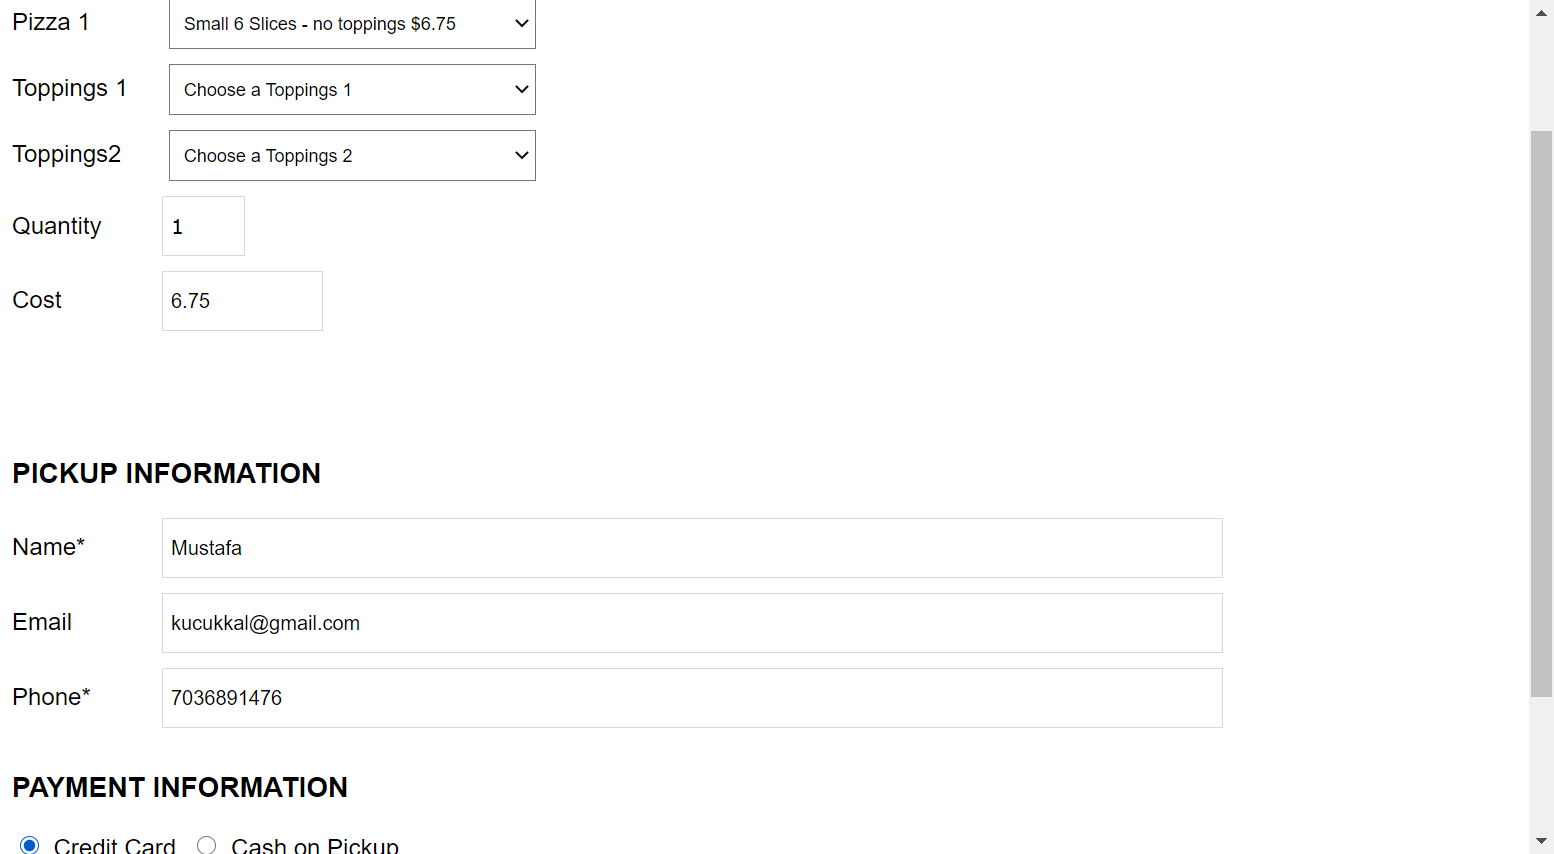 Pizza 1 Small 6 Slices - no toppings $6.75
Toppings 1 Choose a Toppings 1
Toppings2 Choose a Toppings 2
Quantity 1
Cost 6.75
PICKUP INFORMATION
Name* Mustafa
Email kucukkal@gmail.com
Phone* 7036891476
PAYMENT INFORMATION
Credit Card Cash on Pickup